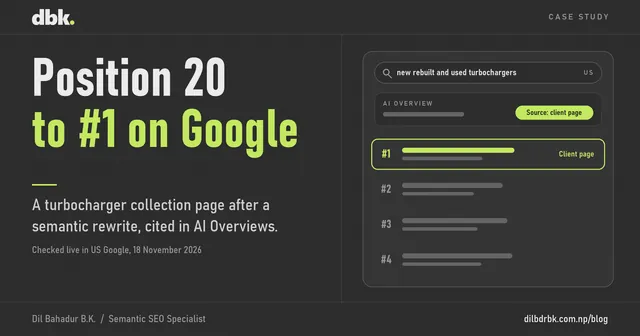 dbk.
CASE STUDY
Position 20
to #1 on Google
A turbocharger collection page after a
semantic rewrite, cited in AI Overviews.
Checked live in US Google, 18 November 2026
new rebuilt and used turbochargers
US
AI OVERVIEW
Source: client page
#1
Client page
#2
#3
#4
Dil Bahadur B.K. / Semantic SEO Specialist
dilbdrbk.com.np/blog